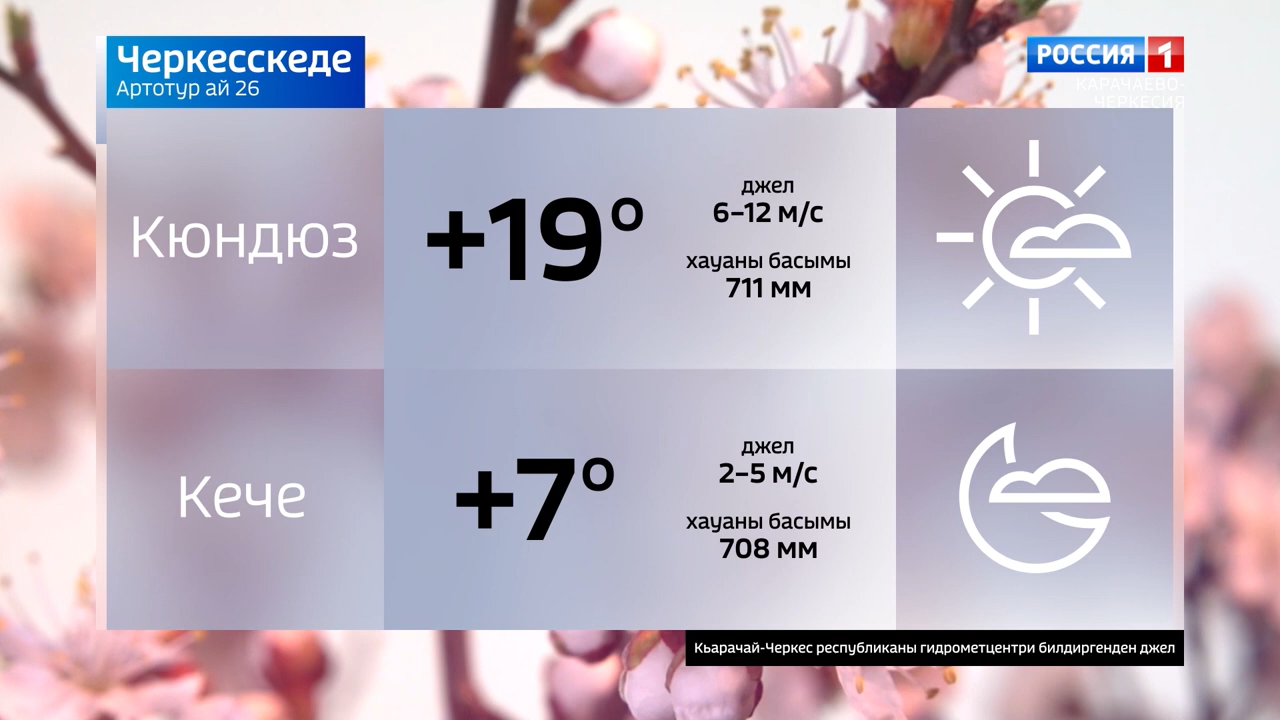 Черкесскеде
Артотур ай 26
РОССИЯ 1
КАРАЧАЕВО-
ЧЕРКЕСИЯ
Кюндюз
+19°
джел
6–12 м/с
хауаны басымы
711 мм
Кече
+7°
джел
2–5 м/с
хауаны басымы
708 мм
Кьарачай-Черкес республиканы гидрометцентри билдиргенден джел